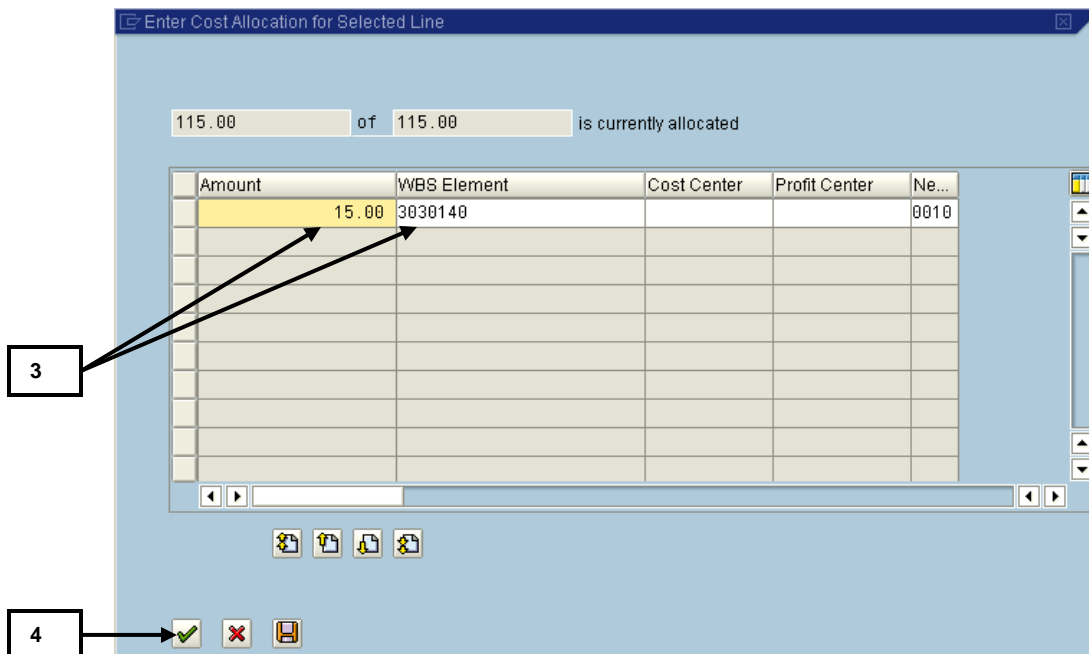 Enter Cost Allocation for Selected Line
115.00 of 115.00 is currently allocated
Amount WBS Element Cost Center Profit Center Ne...
15.00 3030140 0010
3
4